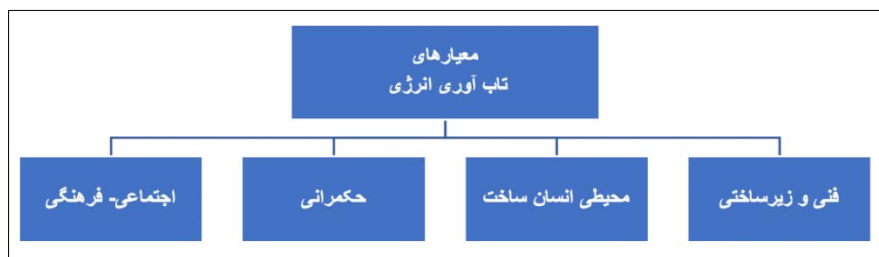 معیارهای
تاب آوری انرژی
فنی و زیرساختی
محیطی انسان ساخت
حکمرانی
اجتماعی- فرهنگی